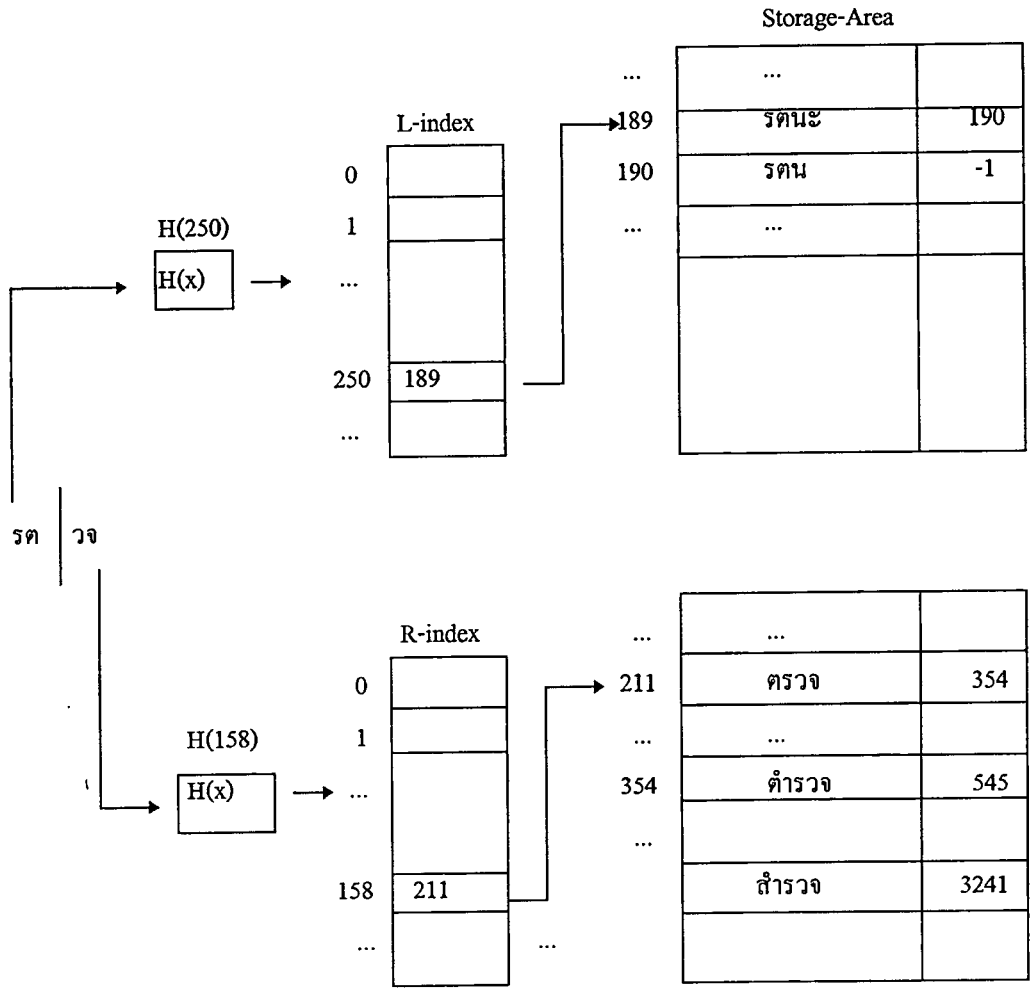 Storage-Area
... ...
L-index
189 รตนะ 190
0
190 รตน -1
H(250)
1
... ...
H(x)
...
250 189
...
รต วจ
R-index
... ...
0
211 ตรวจ 354
H(158)
1
... ...
H(x)
...
354 ตำรวจ 545
...
158 211
สำรวจ 3241
... ...